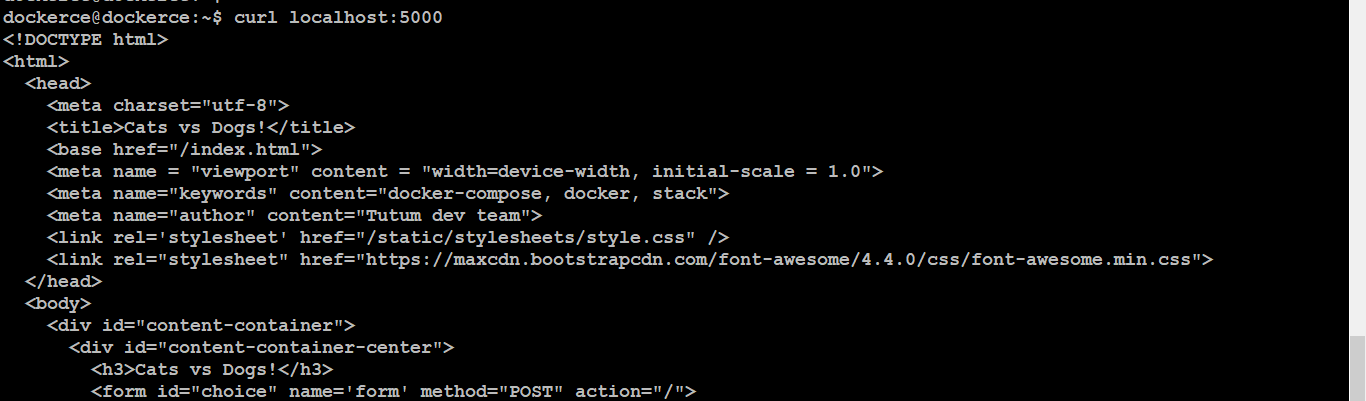 dockerce@dockerce:~$ curl localhost:5000
<!DOCTYPE html>
<html>
  <head>
    <meta charset="utf-8">
    <title>Cats vs Dogs!</title>
    <base href="/index.html">
    <meta name = "viewport" content = "width=device-width, initial-scale = 1.0">
    <meta name="keywords" content="docker-compose, docker, stack">
    <meta name="author" content="Tutum dev team">
    <link rel='stylesheet' href="/static/stylesheets/style.css" />
    <link rel="stylesheet" href="https://maxcdn.bootstrapcdn.com/font-awesome/4.4.0/css/font-awesome.min.css">
  </head>
  <body>
    <div id="content-container">
      <div id="content-container-center">
        <h3>Cats vs Dogs!</h3>
        <form id="choice" name='form' method="POST" action="/">